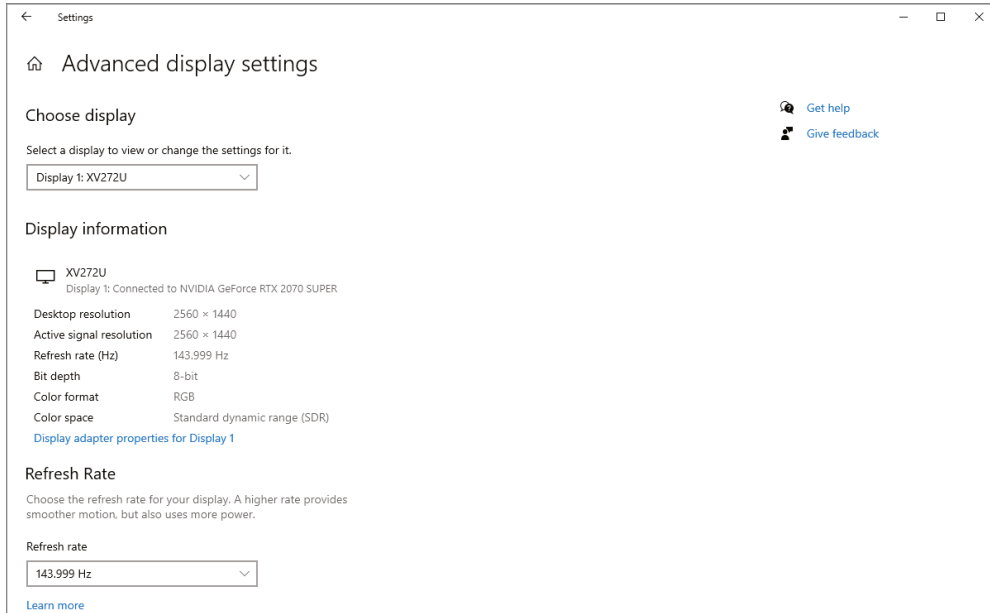 Settings
Advanced display settings
Get help
Give feedback
Choose display
Select a display to view or change the settings for it.
Display 1: XV272U
Display information
XV272U
Display 1: Connected to NVIDIA GeForce RTX 2070 SUPER
Desktop resolution 2560 × 1440
Active signal resolution 2560 × 1440
Refresh rate (Hz) 143.999 Hz
Bit depth 8-bit
Color format RGB
Color space Standard dynamic range (SDR)
Display adapter properties for Display 1
Refresh Rate
Choose the refresh rate for your display. A higher rate provides
smoother motion, but also uses more power.
Refresh rate
143.999 Hz
Learn more